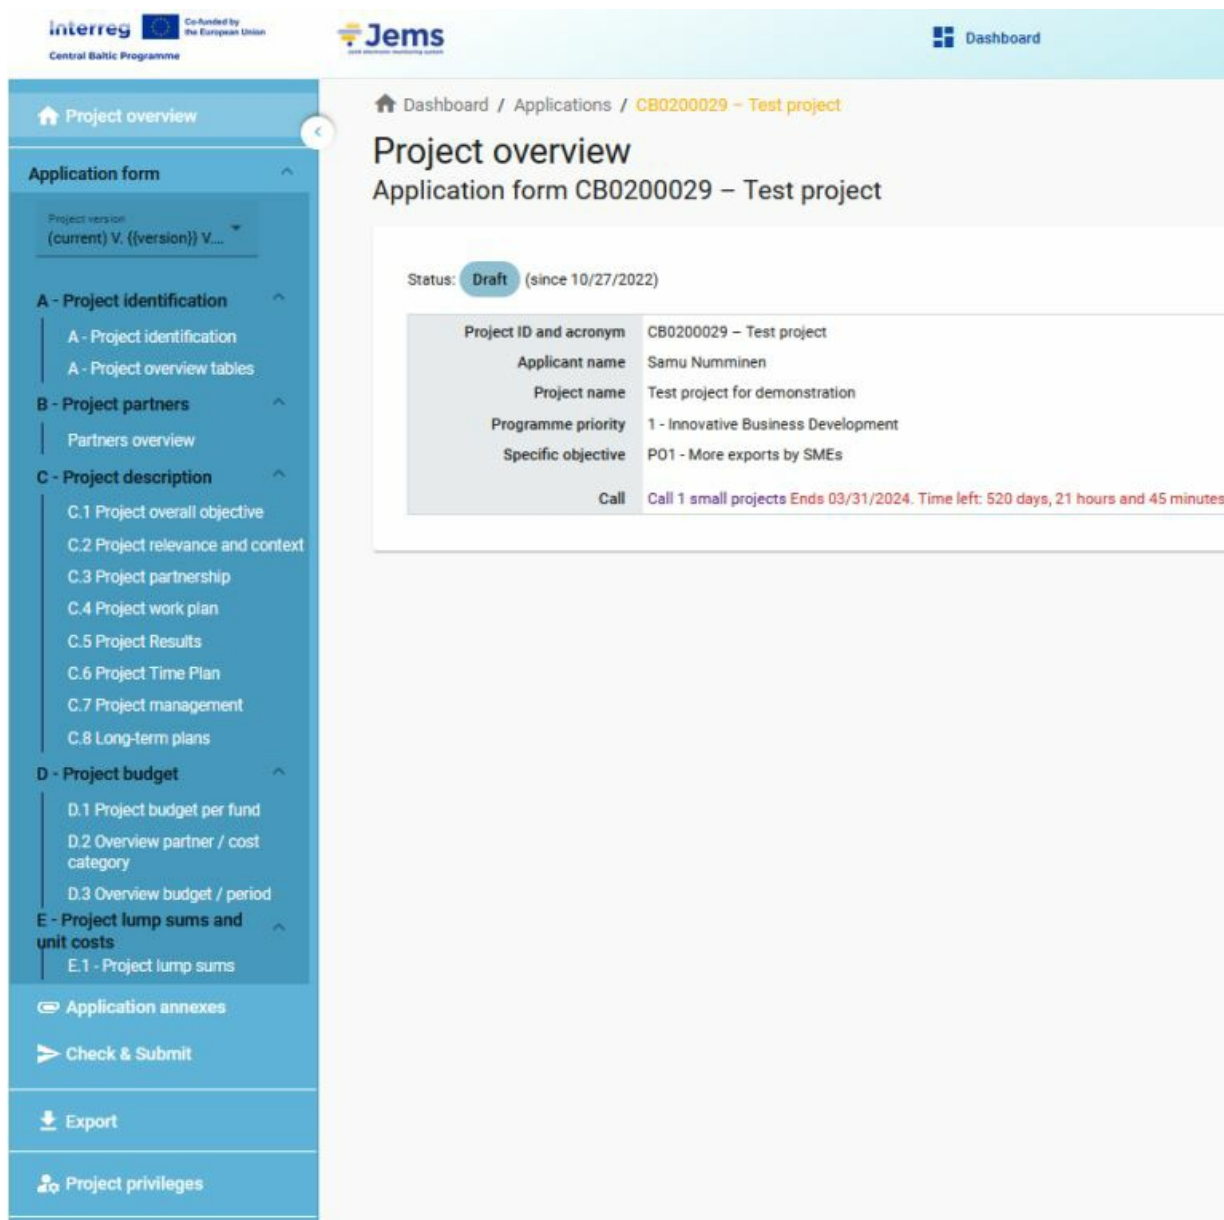 Interreg
Co-funded by
the European Union
Central Baltic Programme
Jems
Dashboard
Project overview
Application form
Project version
(current) V. {{version}} V....
A - Project identification
A - Project identification
A - Project overview tables
B - Project partners
Partners overview
C - Project description
C.1 Project overall objective
C.2 Project relevance and context
C.3 Project partnership
C.4 Project work plan
C.5 Project Results
C.6 Project Time Plan
C.7 Project management
C.8 Long-term plans
D - Project budget
D.1 Project budget per fund
D.2 Overview partner / cost
category
D.3 Overview budget / period
E - Project lump sums and
unit costs
E.1 - Project lump sums
Application annexes
Check & Submit
Export
Project privileges
Dashboard / Applications / CB0200029 – Test project
Project overview
Application form CB0200029 – Test project
Status: Draft (since 10/27/2022)
Project ID and acronym CB0200029 – Test project
Applicant name Samu Numminen
Project name Test project for demonstration
Programme priority 1 - Innovative Business Development
Specific objective PO1 - More exports by SMEs
Call Call 1 small projects Ends 03/31/2024. Time left: 520 days, 21 hours and 45 minutes